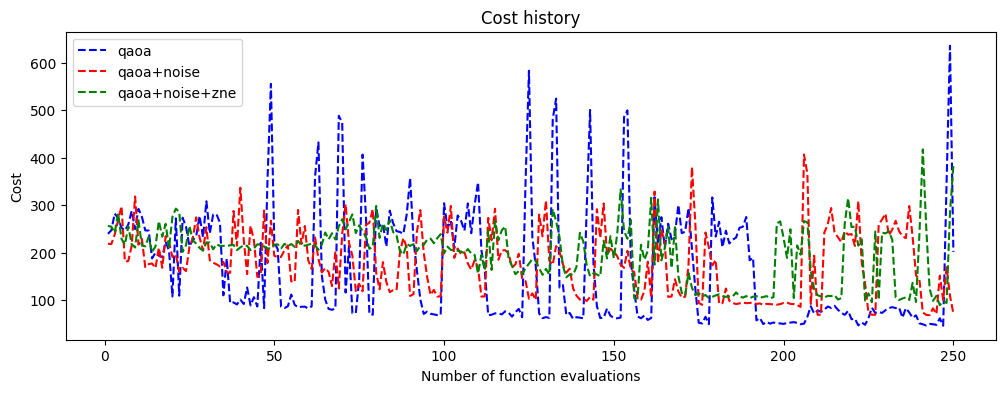 Cost history
qaoa
qaoa+noise
qaoa+noise+zne
Cost
600
500
400
300
200
100
0
50
100
150
200
250
Number of function evaluations